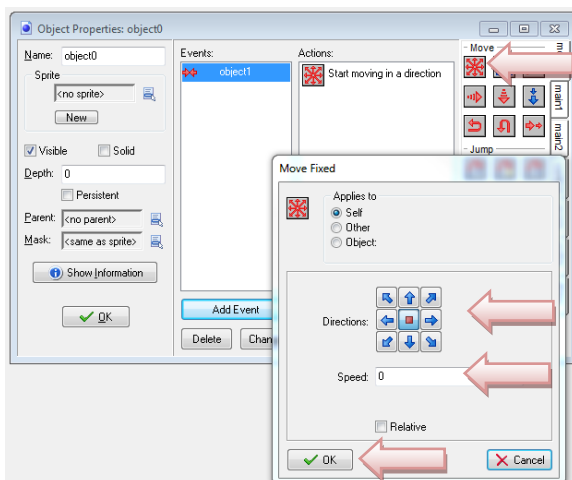 Object Properties: object0
Name: object0
Sprite
<no sprite>
New
Visible
Solid
Depth: 0
Persistent
Parent: <no parent>
Mask: <same as sprite>
Show Information
OK
Events:
object1
Add Event
Delete
Chan
Actions:
Start moving in a direction
Move
Jump
main1
main2
Move Fixed
Applies to
Self
Other
Object:
Directions:
Speed: 0
Relative
OK
Cancel